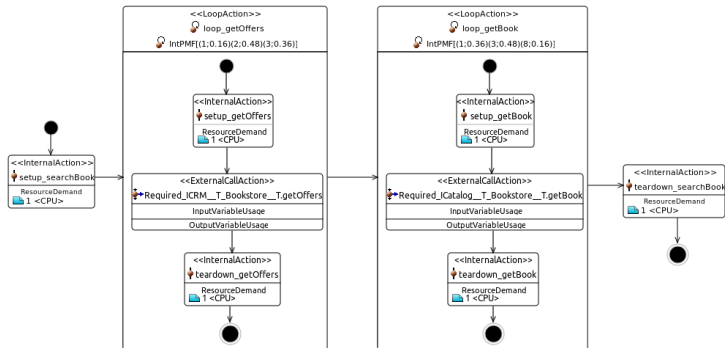 <<InternalAction>>
setup_searchBook
ResourceDemand
1 <CPU>
<<LoopAction>>
loop_getOffers
IntPMF[(1;0.16)(2;0.48)(3;0.36)]
<<InternalAction>>
setup_getOffers
ResourceDemand
1 <CPU>
<<ExternalCallAction>>
Required_ICRM__T_Bookstore__T.getOffers
InputVariableUsage
OutputVariableUsage
<<InternalAction>>
teardown_getOffers
ResourceDemand
1 <CPU>
<<LoopAction>>
loop_getBook
IntPMF[(1;0.36)(3;0.48)(8;0.16)]
<<InternalAction>>
setup_getBook
ResourceDemand
1 <CPU>
<<ExternalCallAction>>
Required_ICatalog__T_Bookstore__T.getBook
InputVariableUsage
OutputVariableUsage
<<InternalAction>>
teardown_getBook
ResourceDemand
1 <CPU>
<<InternalAction>>
teardown_searchBook
ResourceDemand
1 <CPU>